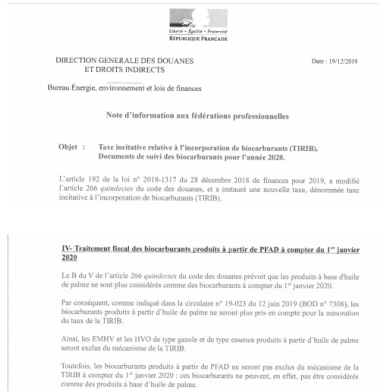 Liberté • Égalité • Fraternité
RÉPUBLIQUE FRANÇAISE
DIRECTION GENERALE DES DOUANES
ET DROITS INDIRECTS
Date : 19/12/2019
Bureau Énergie, environnement et lois de finances
Note d'information aux fédérations professionnelles
Objet : Taxe incitative relative à l'incorporation de biocarburants (TIRIB).
Documents de suivi des biocarburants pour l'année 2020.
L'article 192 de la loi n° 2018-1317 du 28 décembre 2018 de finances pour 2019, a modifié
l'article 266 quindecies du code des douanes, et a instauré une nouvelle taxe, dénommée taxe
incitative à l'incorporation de biocarburants (TIRIB).
IV- Traitement fiscal des biocarburants produits à partir de PFAD à compter du 1er janvier
2020
Le B du V de l'article 266 quindecies du code des douanes prévoit que les produits à base d'huile
de palme ne sont plus considérés comme des biocarburants à compter du 1er janvier 2020.
Par conséquent, comme indiqué dans la circulaire n° 19-023 du 12 juin 2019 (BOD n° 7308), les
biocarburants produits à partir d'huile de palme ne seront plus pris en compte pour la minoration
du taux de la TIRIB.
Ainsi, les EMHV et les HVO de type gazole et de type essence produits à partir d'huile de palme
seront exclus du mécanisme de la TIRIB.
Toutefois, les biocarburants produits à partir de PFAD ne seront pas exclus du mécanisme de la
TIRIB à compter du 1er janvier 2020 : ces biocarburants ne peuvent, en effet, pas être considérés
comme des produits à base d'huile de palme.